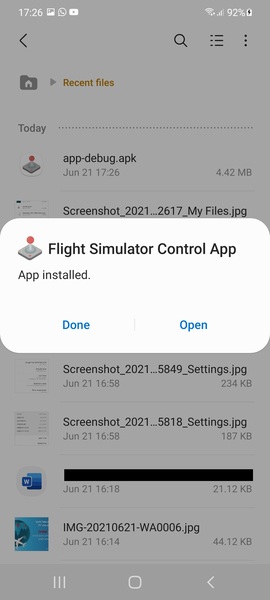 17:26
92%
Recent files
Today
app-debug.apk
Jun 21 17:26
4.42 MB
Screenshot_2021...2617_My Files.jpg
Flight Simulator Control App
App installed.
Done
Open
Screenshot_2021...5849_Settings.jpg
Jun 21 16:58
234 KB
Screenshot_2021...5818_Settings.jpg
Jun 21 16:58
187 KB
W
Jun 21 16:18
21.12 KB
IMG-20210621-WA0006.jpg
Jun 21 16:14
44.12 KB